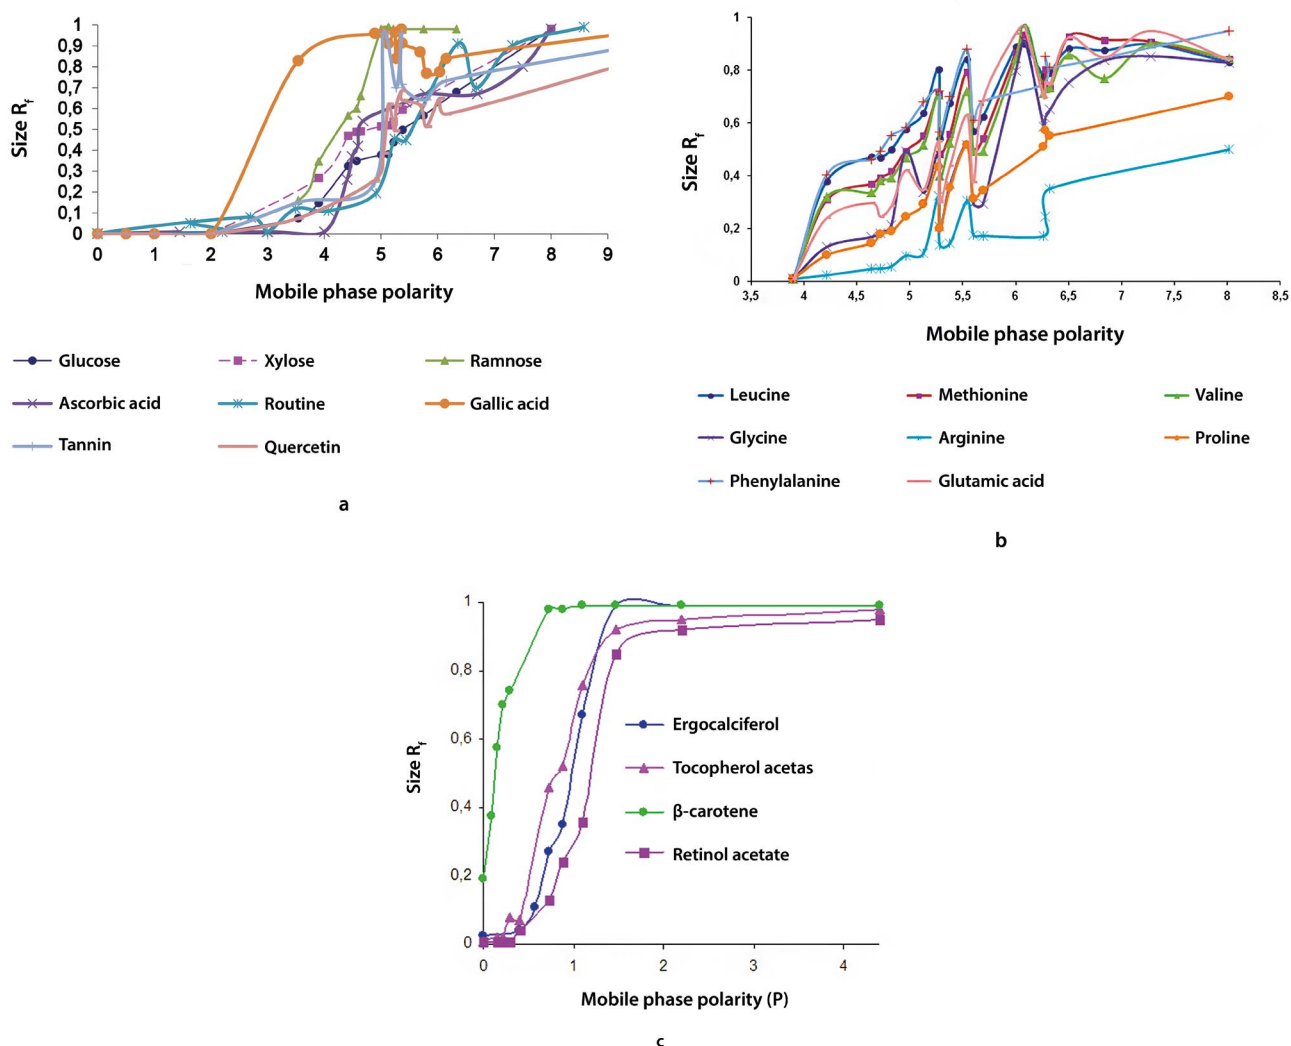 1
0,9
0,8
0,7
0,6
0,5
0,4
0,3
0,2
0,1
0
Size Rf
0 1 2 3 4 5 6 7 8 9
Mobile phase polarity
Glucose Xylose Ramnose
Ascorbic acid Routine Gallic acid
Tannin Quercetin
a
1
0,8
0,6
0,4
0,2
0
Size Rf
3,5 4 4,5 5 5,5 6 6,5 7 7,5 8 8,5
Mobile phase polarity
Leucine Methionine Valine
Glycine Arginine Proline
Phenylalanine Glutamic acid
b
1
0,8
0,6
0,4
0,2
0
Size Rf
Ergocalciferol
Tocopherol acetas
β-carotene
Retinol acetate
0 1 2 3 4
Mobile phase polarity (P)
c